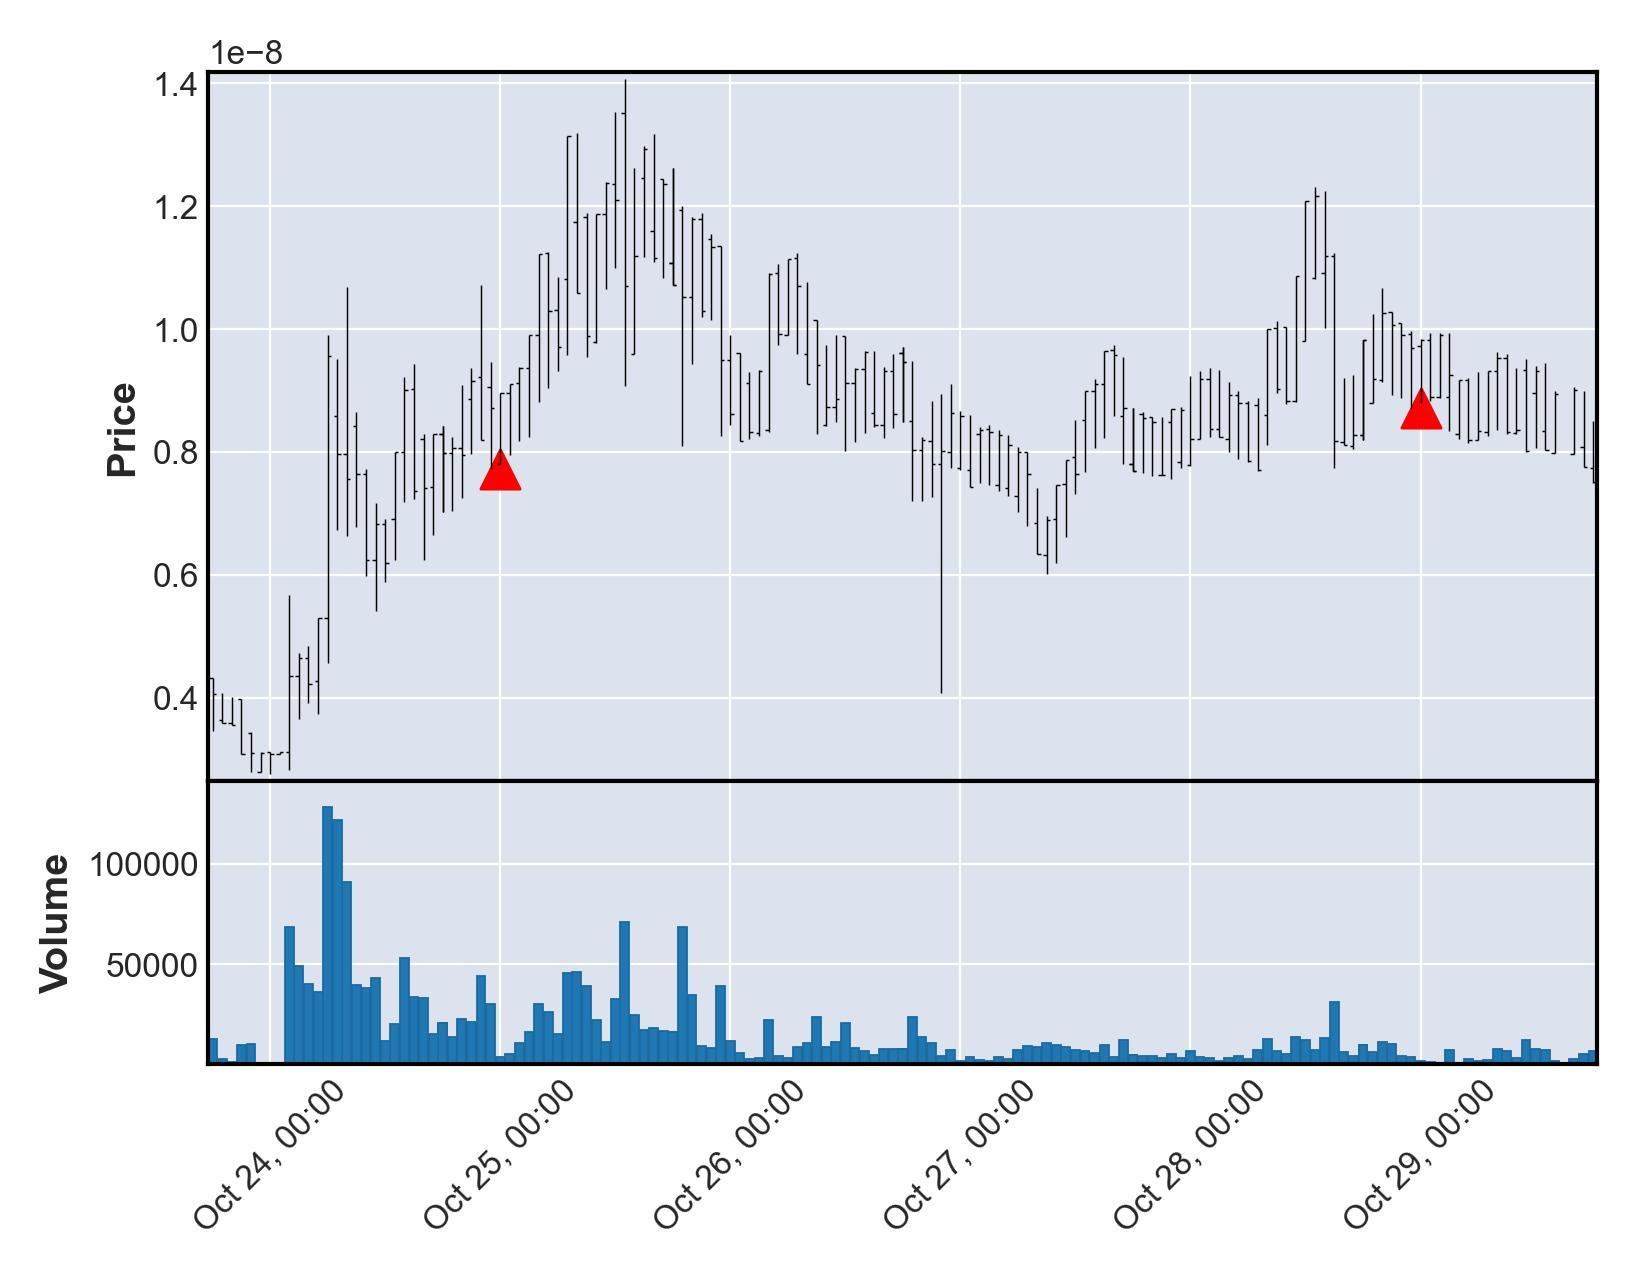 1e−8
1.4
1.2
1.0
0.8
0.6
0.4
Price
100000
50000
Volume
Oct 24, 00:00
Oct 25, 00:00
Oct 26, 00:00
Oct 27, 00:00
Oct 28, 00:00
Oct 29, 00:00